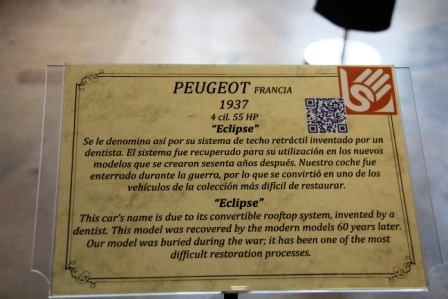 PEUGEOT FRANCIA
1937
4 cil. 55 HP
"Eclipse"
Se le denomina así por su sistema de techo retráctil inventado por un
dentista. El sistema fue recuperado para su utilización en los nuevos
modelos que se crearon sesenta años después. Nuestro coche fue
enterrado durante la guerra, por lo que se convirtió en uno de los
vehículos de la colección más difícil de restaurar.
"Eclipse"
This car's name is due to its convertible rooftop system, invented by a
dentist. This model was recovered by the modern models 60 years later.
Our model was buried during the war; it has been one of the most
difficult restoration processes.